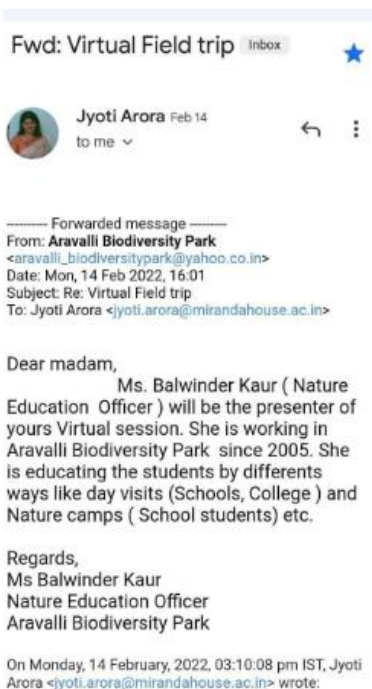 Fwd: Virtual Field trip Inbox
Jyoti Arora Feb 14
to me
---------- Forwarded message ---------
From: Aravalli Biodiversity Park
<aravalli_biodiversitypark@yahoo.co.in>
Date: Mon, 14 Feb 2022, 16:01
Subject: Re: Virtual Field trip
To: Jyoti Arora <jyoti.arora@mirandahouse.ac.in>
Dear madam,
Ms. Balwinder Kaur ( Nature
Education Officer ) will be the presenter of
yours Virtual session. She is working in
Aravalli Biodiversity Park since 2005. She
is educating the students by differents
ways like day visits (Schools, College ) and
Nature camps ( School students) etc.
Regards,
Ms Balwinder Kaur
Nature Education Officer
Aravalli Biodiversity Park
On Monday, 14 February, 2022, 03:10:08 pm IST, Jyoti
Arora <jyoti.arora@mirandahouse.ac.in> wrote: